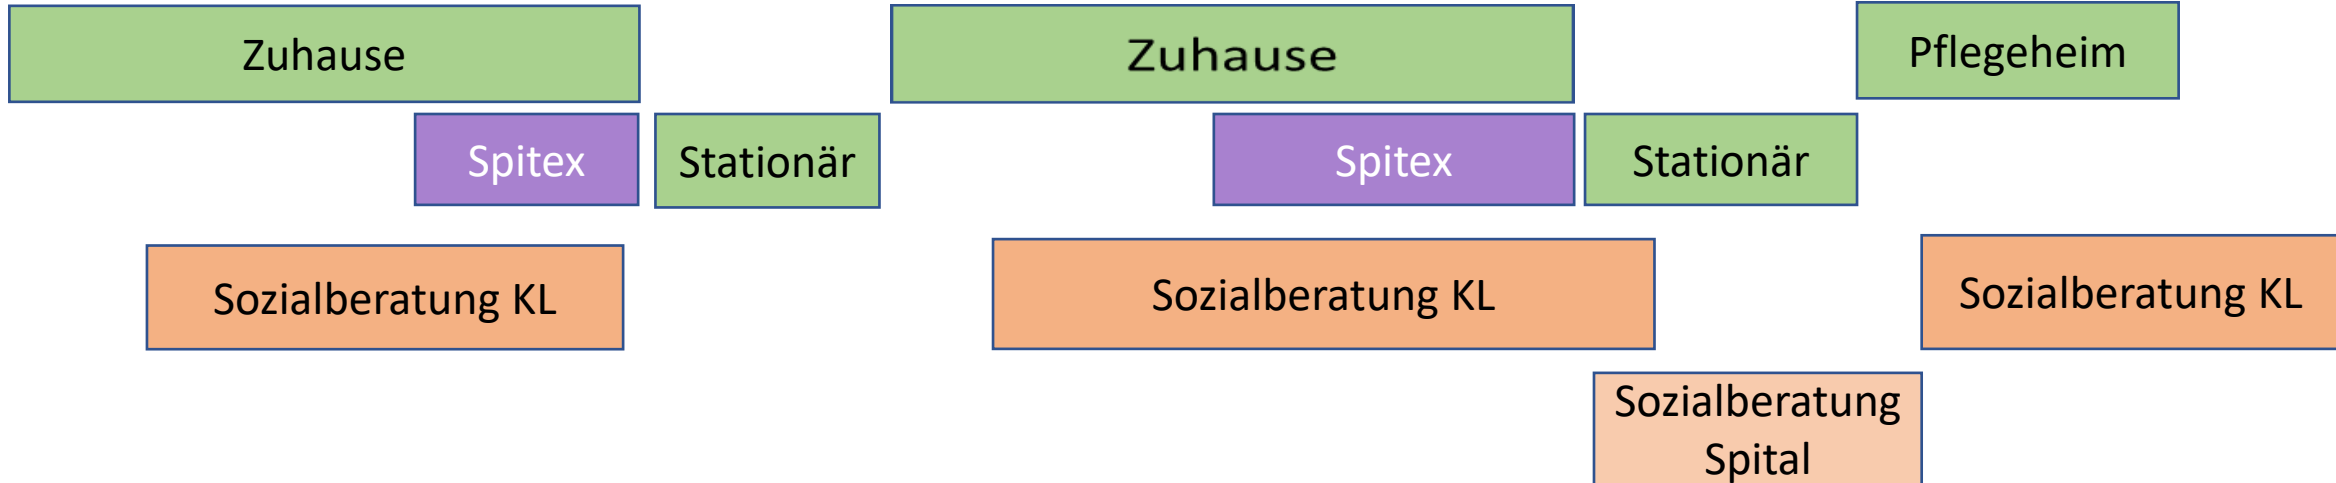 Zuhause
Zuhause
Pflegeheim
Spitex
Stationär
Spitex
Stationär
Sozialberatung KL
Sozialberatung KL
Sozialberatung KL
Sozialberatung
Spital